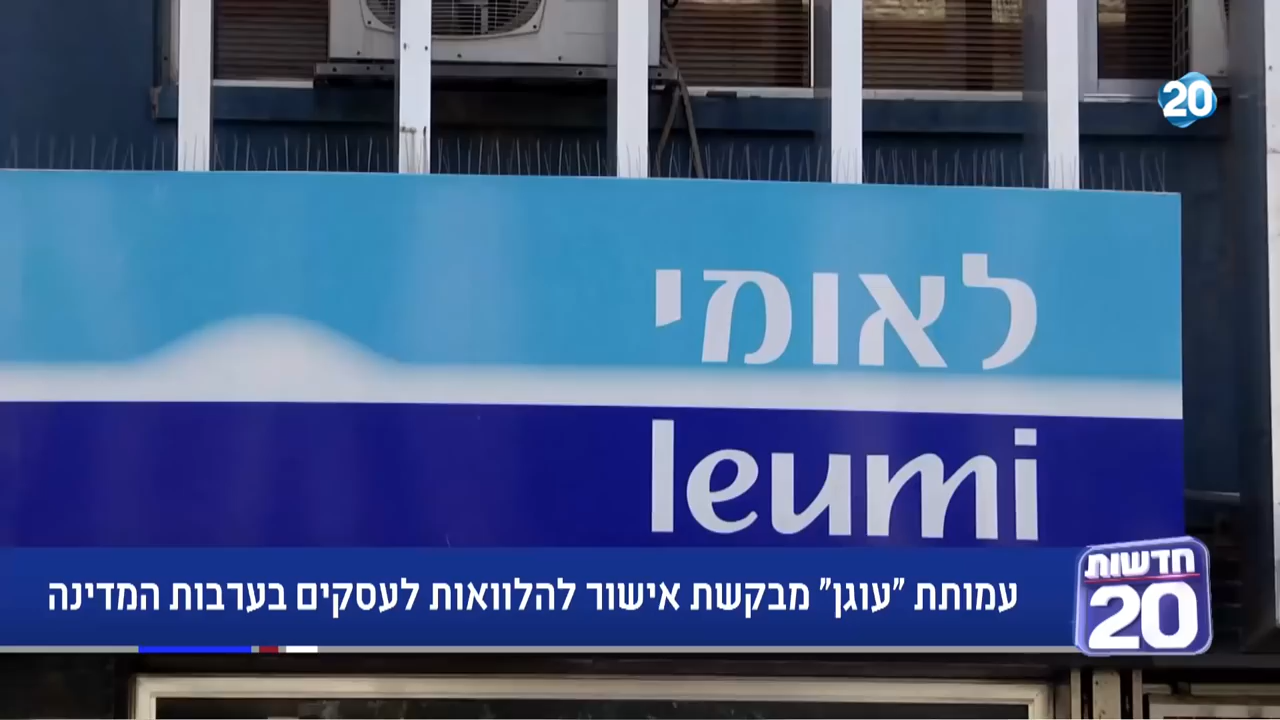 20
לאומי
leumi
עמותת "עוגן" מבקשת אישור להלוואות לעסקים בערבות המדינה
חדשות
20